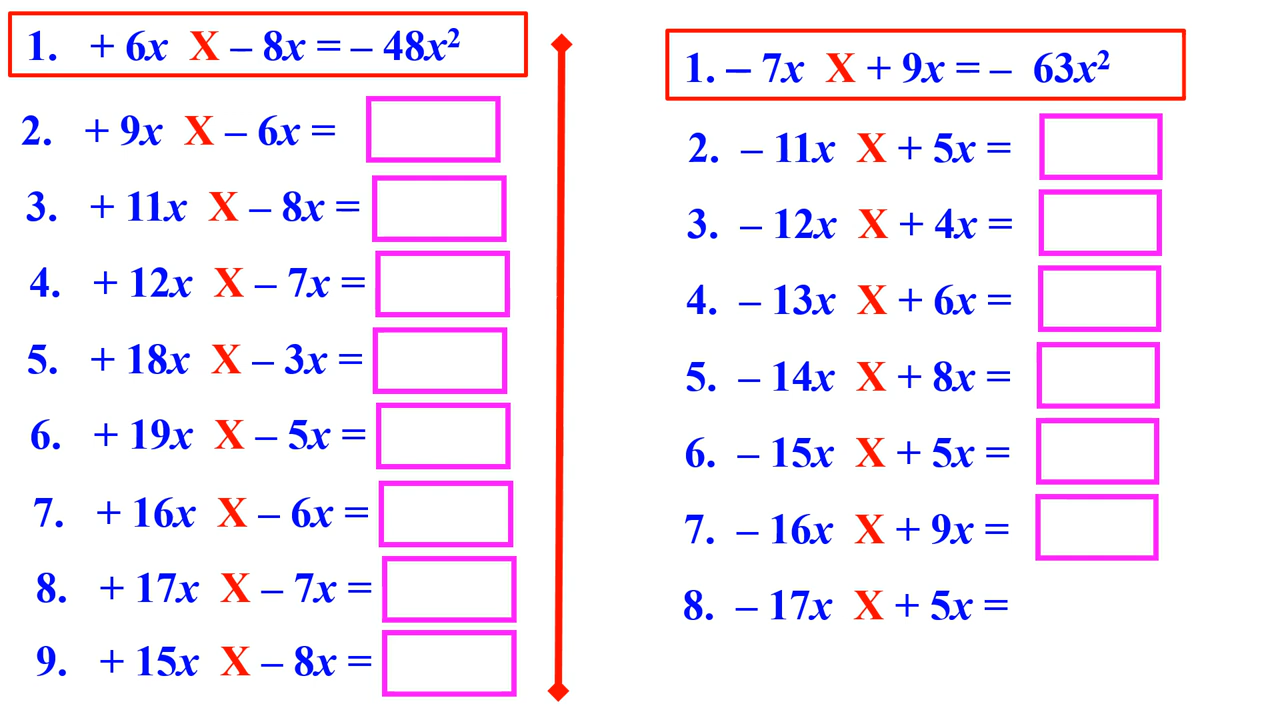 1. + 6x X – 8x = – 48x²
2. + 9x X – 6x =
3. + 11x X – 8x =
4. + 12x X – 7x =
5. + 18x X – 3x =
6. + 19x X – 5x =
7. + 16x X – 6x =
8. + 17x X – 7x =
9. + 15x X – 8x =
1. – 7x X + 9x = – 63x²
2. – 11x X + 5x =
3. – 12x X + 4x =
4. – 13x X + 6x =
5. – 14x X + 8x =
6. – 15x X + 5x =
7. – 16x X + 9x =
8. – 17x X + 5x =